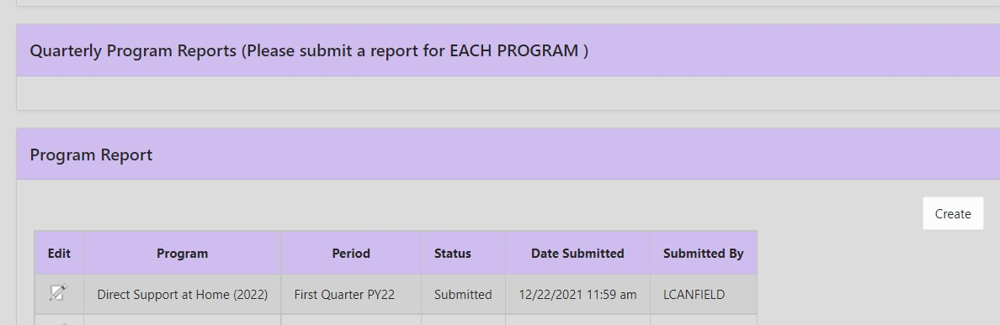 Quarterly Program Reports (Please submit a report for EACH PROGRAM )
Program Report
Create
Edit Program Period Status Date Submitted Submitted By
Direct Support at Home (2022) First Quarter PY22 Submitted 12/22/2021 11:59 am LCANFIELD